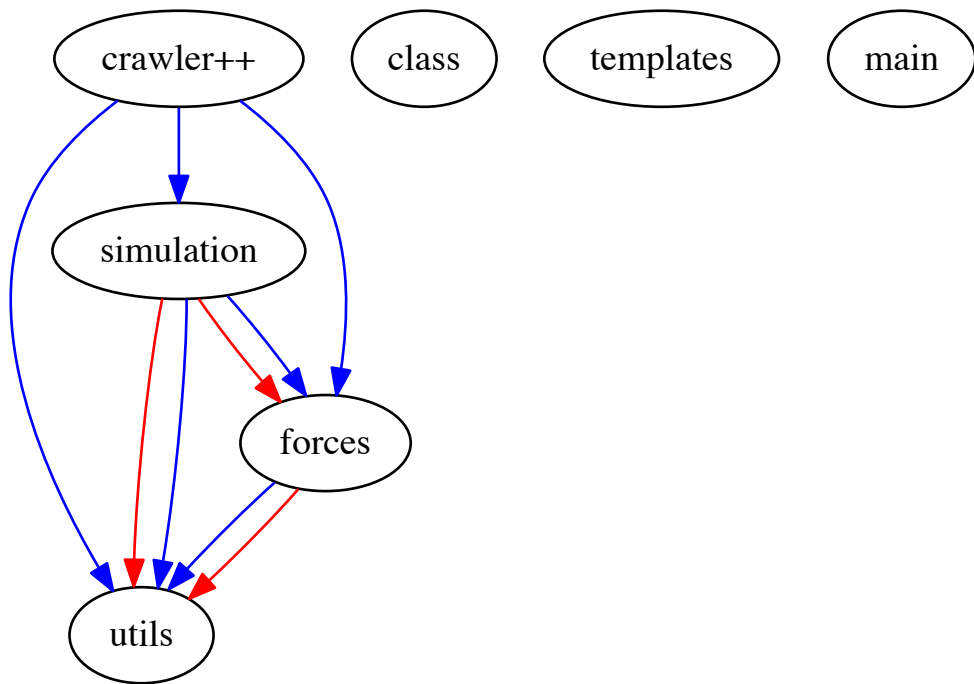 crawler++
class
templates
main
simulation
forces
utils